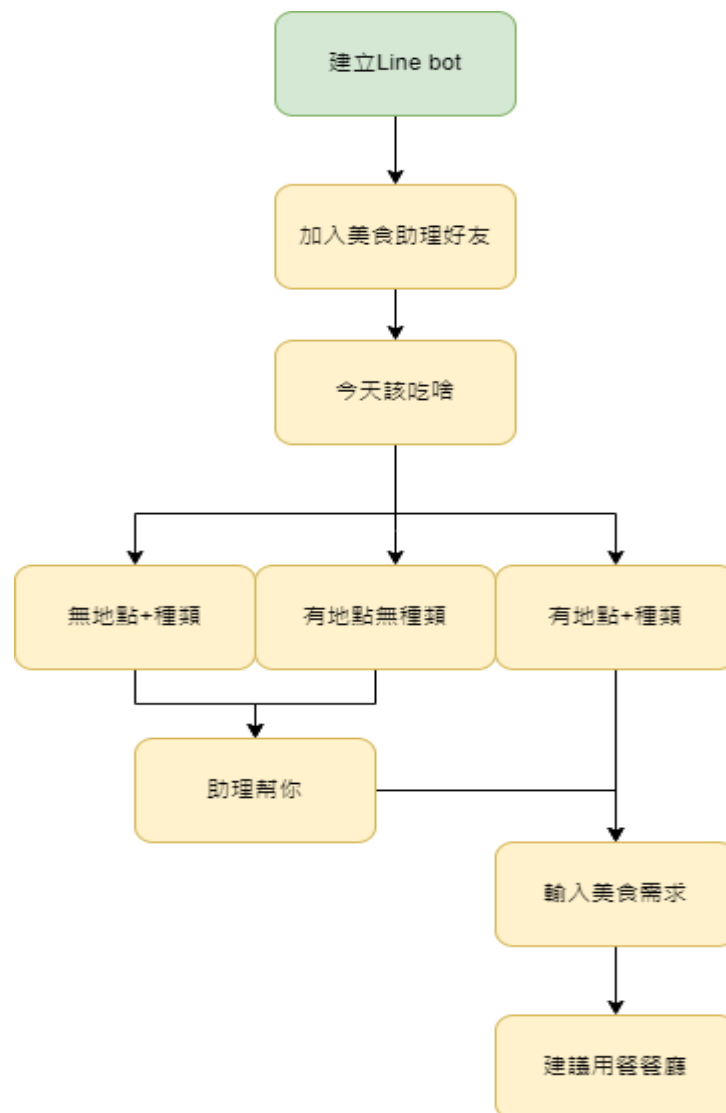 建立Line bot
加入美食助理好友
今天該吃啥
無地點+種類
有地點無種類
有地點+種類
助理幫你
輸入美食需求
建議用餐餐廳